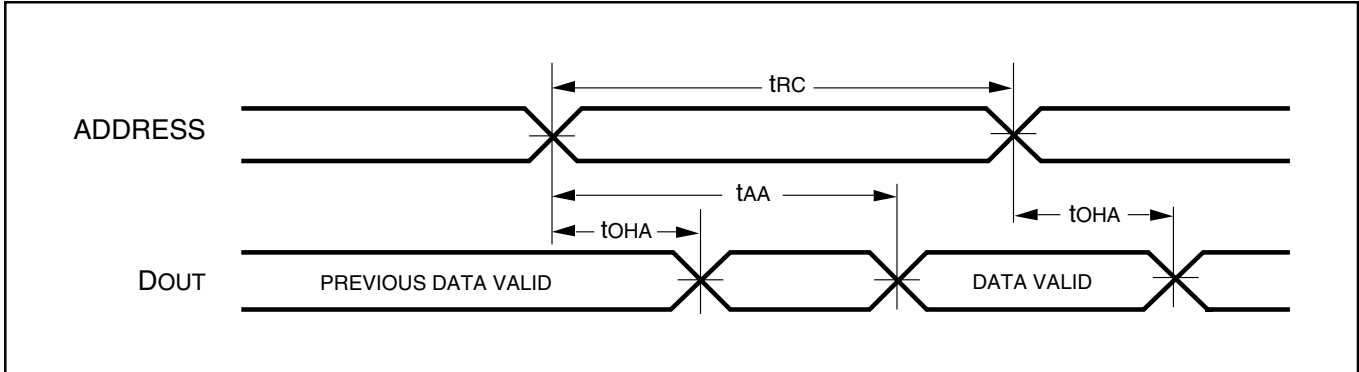 tRC
ADDRESS
tAA
tOHA
tOHA
DOUT
PREVIOUS DATA VALID
DATA VALID